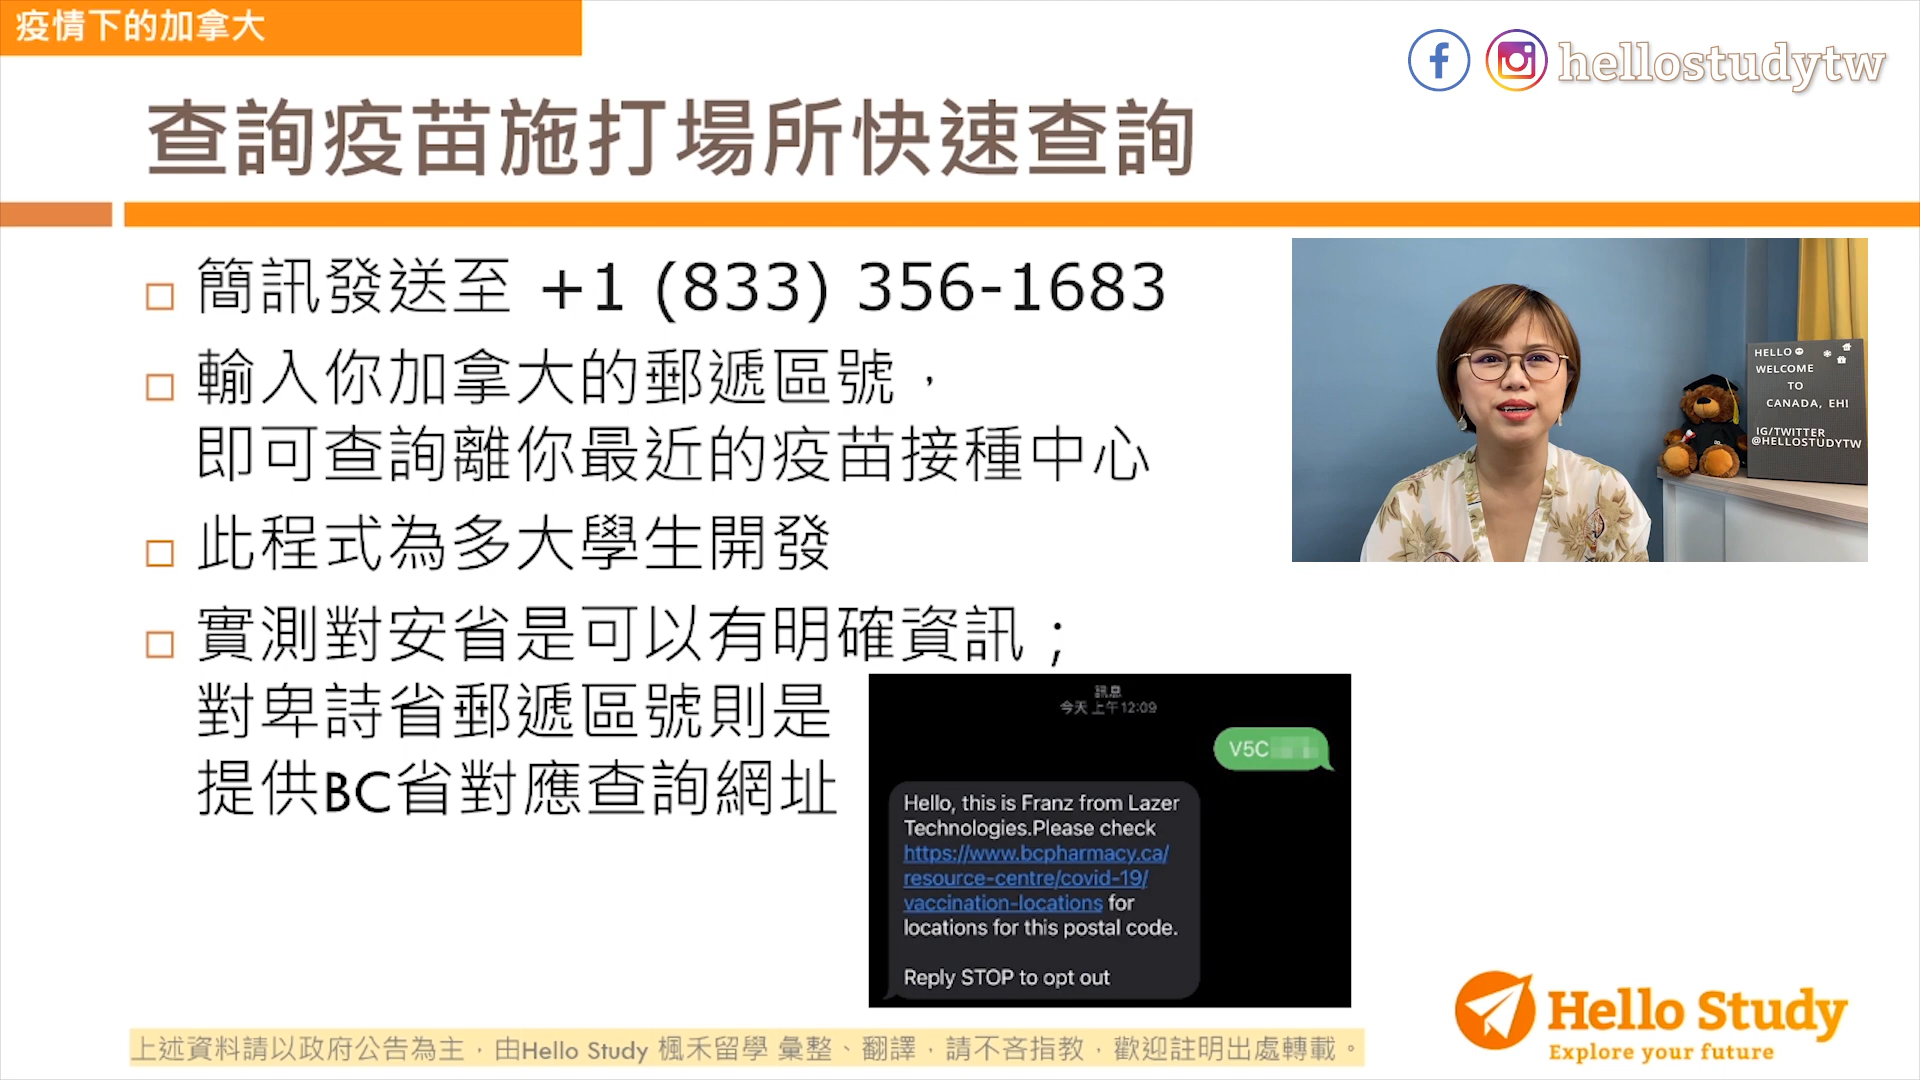 疫情下的加拿大
hellostudytw
查詢疫苗施打場所快速查詢
簡訊發送至 +1 (833) 356-1683
輸入你加拿大的郵遞區號，
即可查詢離你最近的疫苗接種中心
此程式為多大學生開發
實測對安省是可以有明確資訊；
對卑詩省郵遞區號則是
提供BC省對應查詢網址
HELLO
WELCOME
TO
CANADA, EH!
IG/TWITTER
@HELLOSTUDYTW
訊息
今天 上午12:09
V5C
Hello, this is Franz from Lazer
Technologies.Please check
https://www.bcpharmacy.ca/
resource-centre/covid-19/
vaccination-locations for
locations for this postal code.
Reply STOP to opt out
Hello Study
Explore your future
上述資料請以政府公告為主，由Hello Study 楓禾留學 彙整、翻譯，請不吝指教，歡迎註明出處轉載。